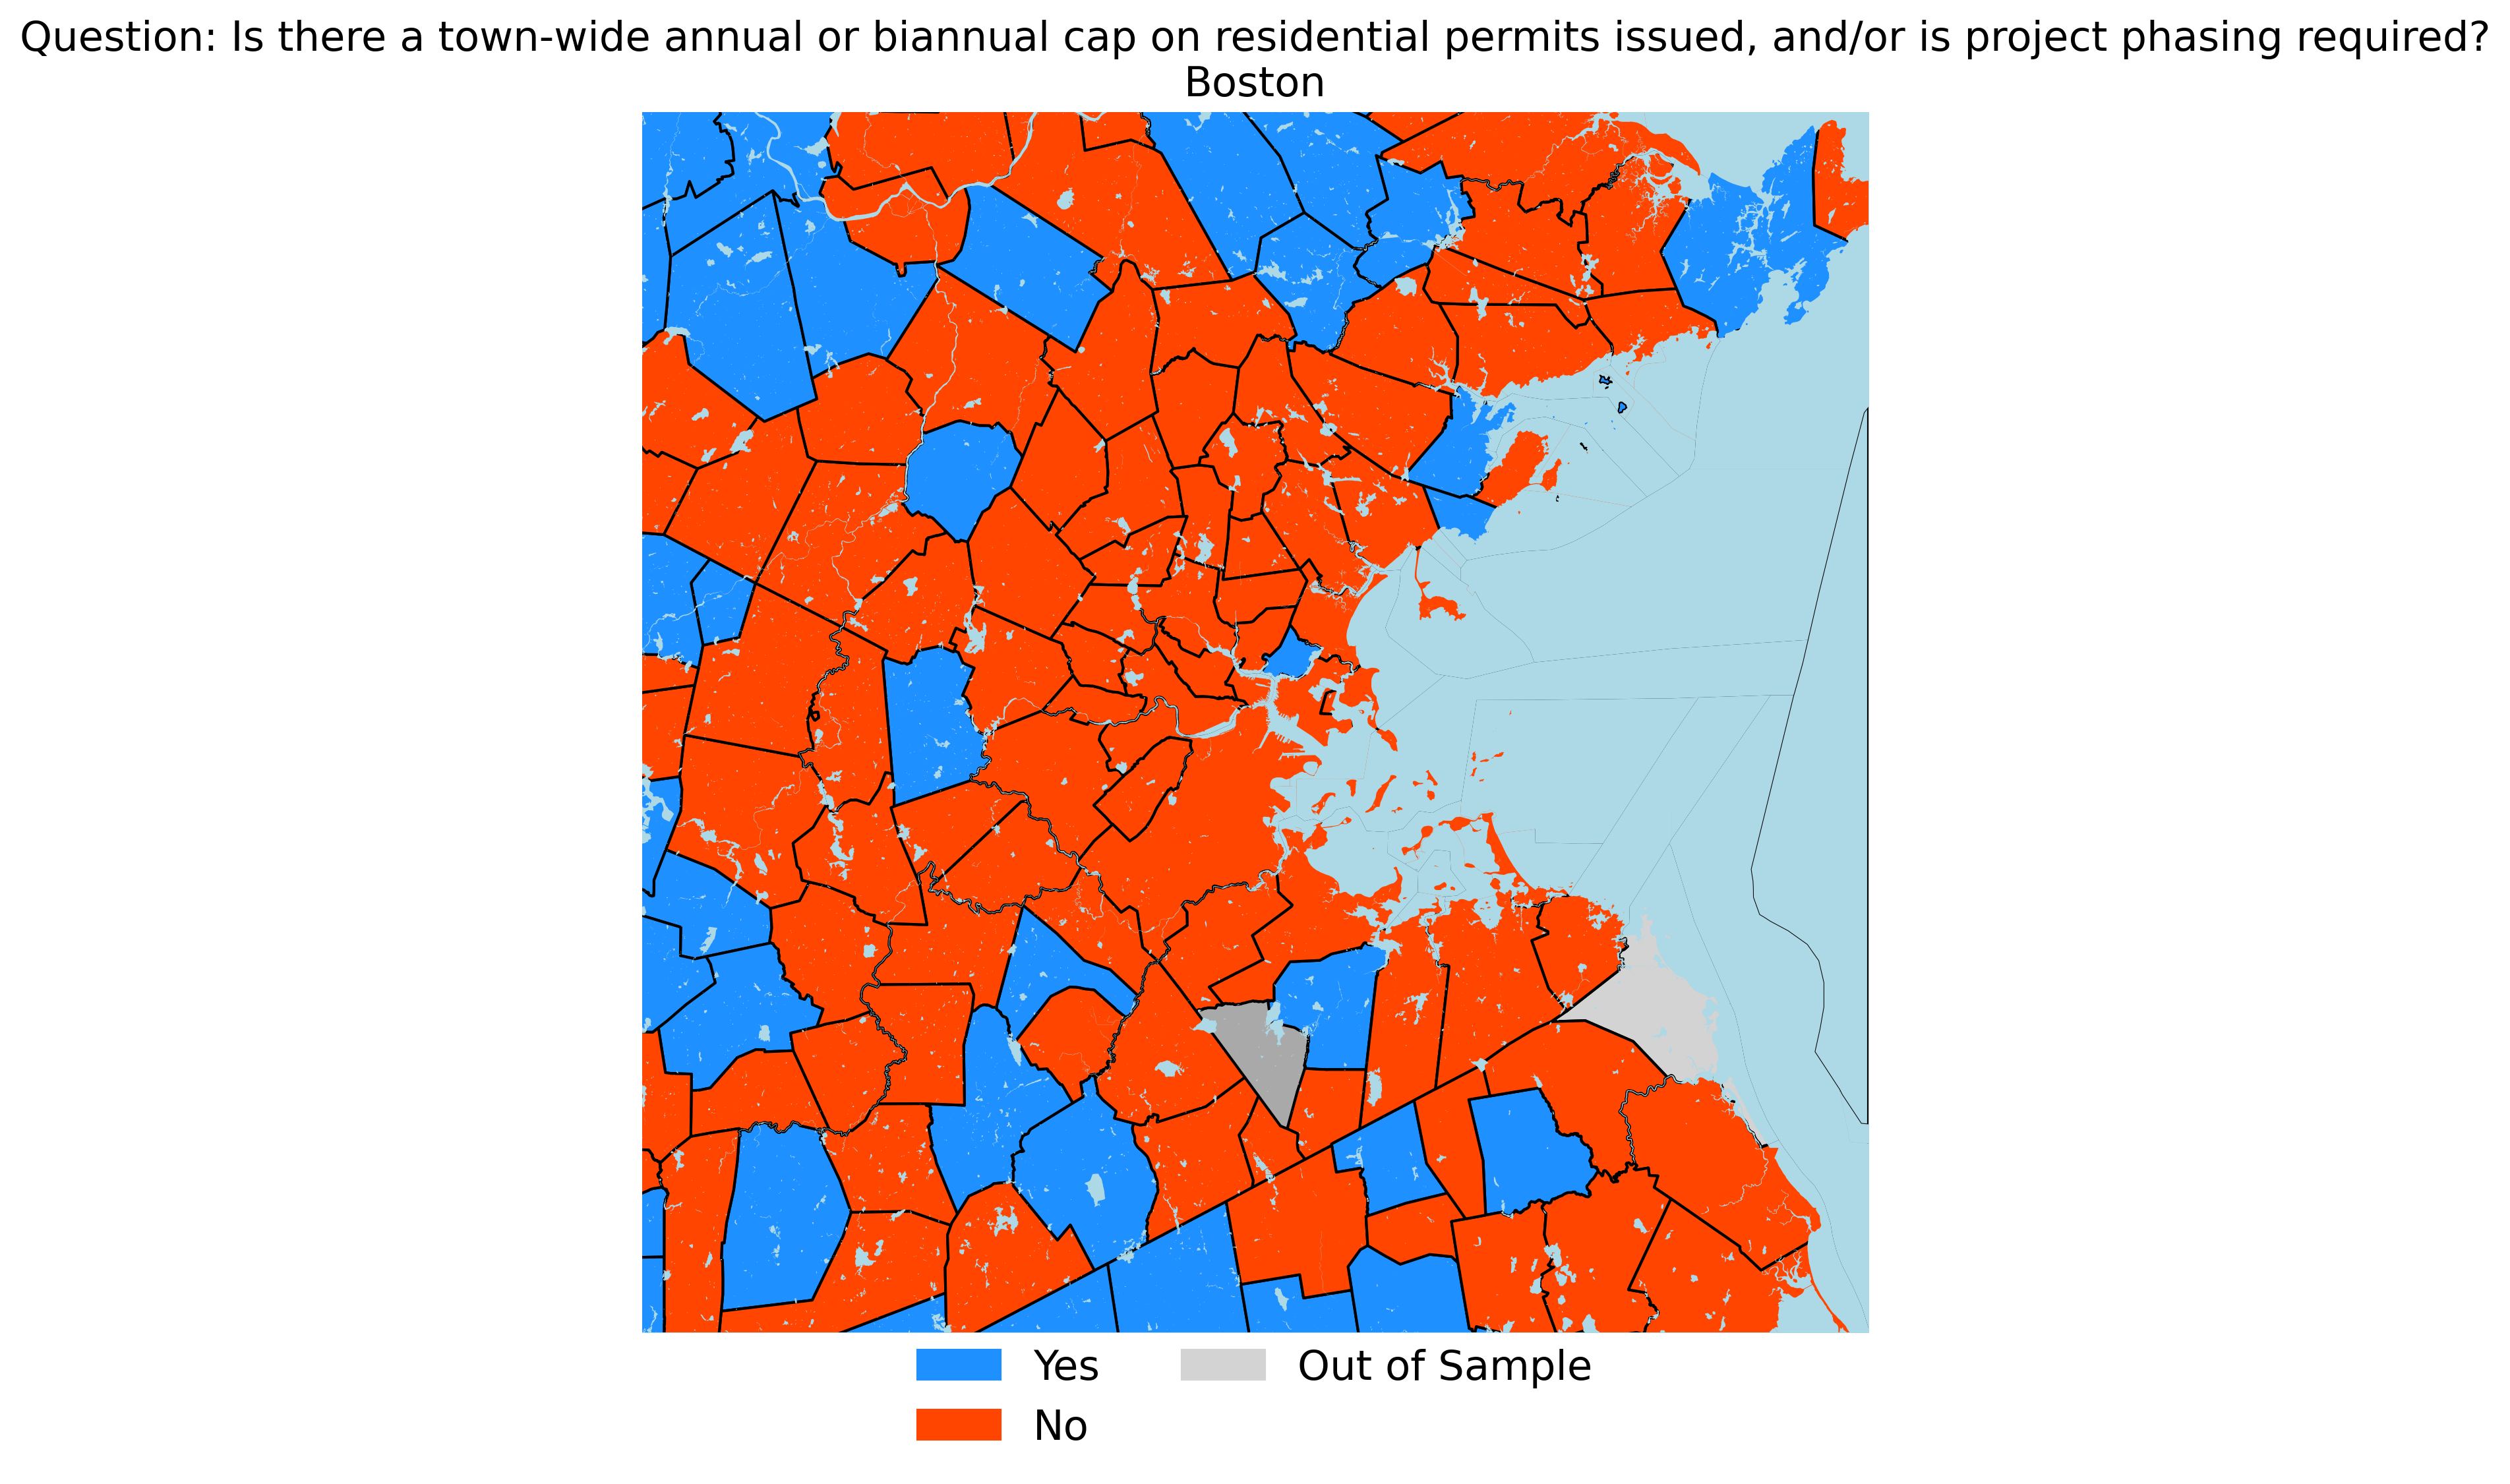 Question: Is there a town-wide annual or biannual cap on residential permits issued, and/or is project phasing required?
Boston
Yes
Out of Sample
No